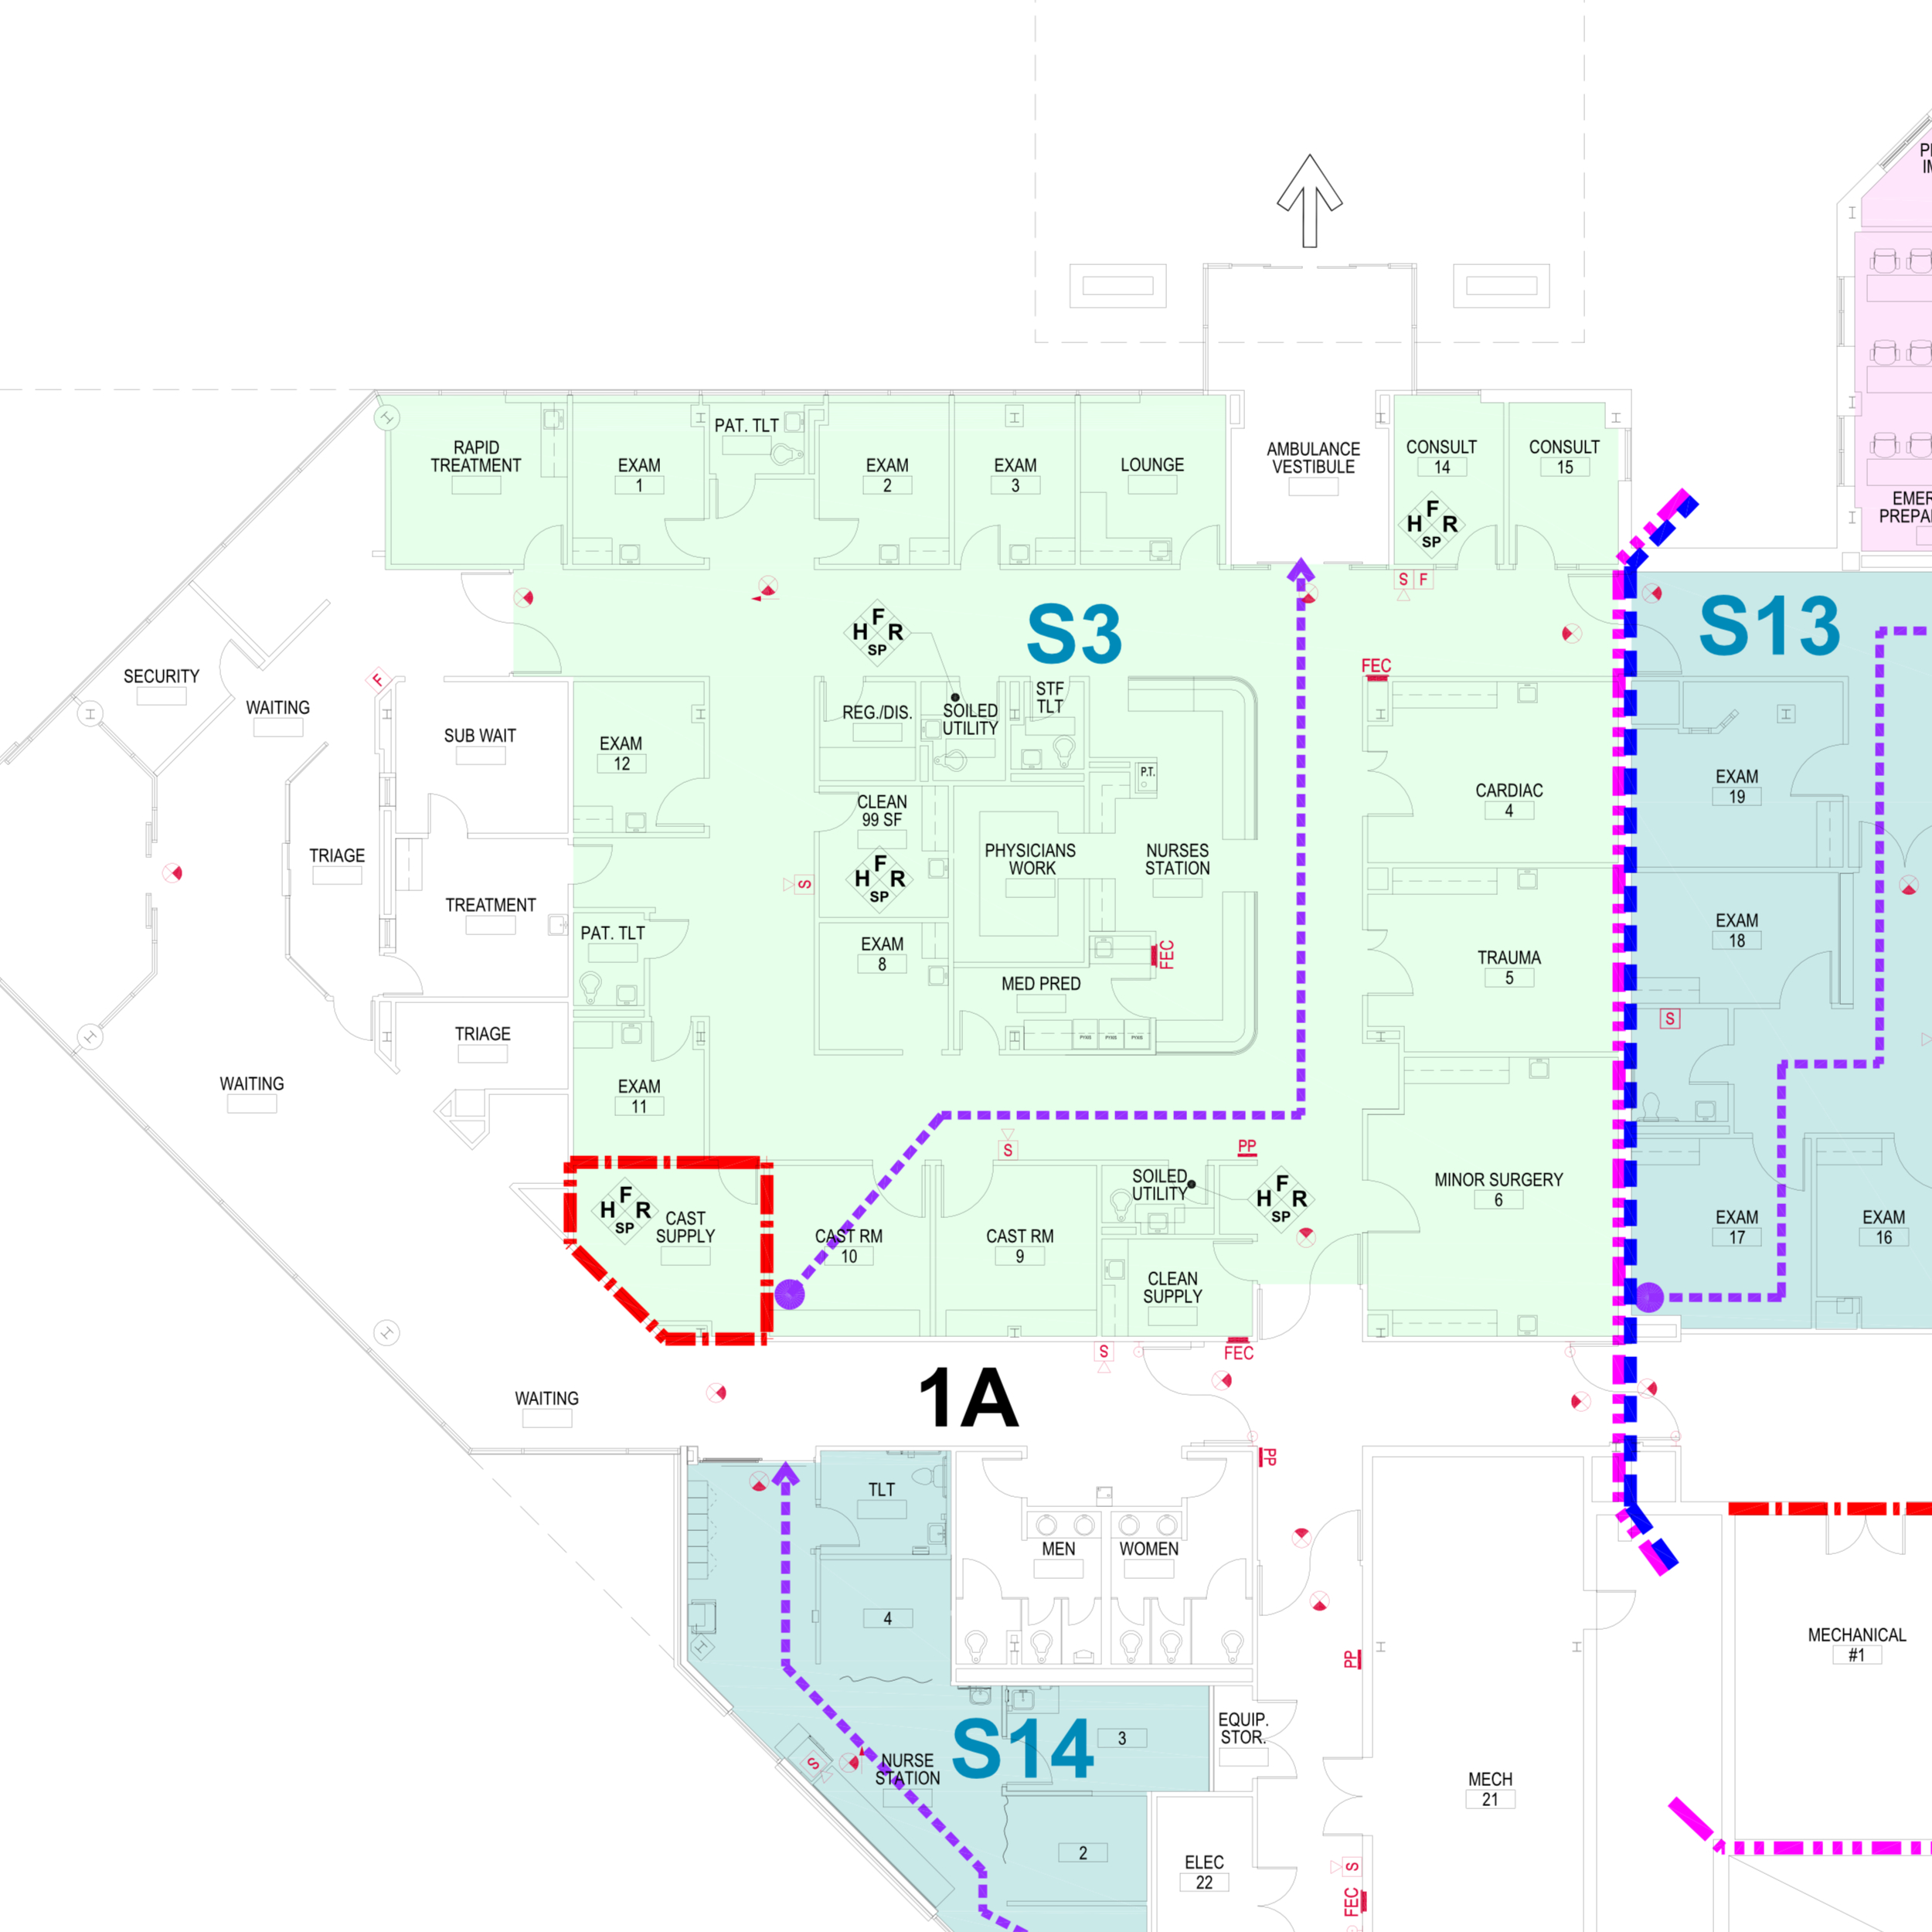 RAPID
TREATMENT
EXAM
1
PAT. TLT
EXAM
2
EXAM
3
LOUNGE
AMBULANCE
VESTIBULE
CONSULT
14
CONSULT
15
F
H R
SP
S F
S3
S13
F
H R
SP
SECURITY
WAITING
F
SUB WAIT
EXAM
12
REG./DIS.
SOILED
UTILITY
STF
TLT
P.T.
FEC
CARDIAC
4
EXAM
19
CLEAN
99 SF
F
H R
SP
S
PHYSICIANS
WORK
NURSES
STATION
TRIAGE
TREATMENT
PAT. TLT
EXAM
8
MED PRED
FEC
PYXIS PYXIS PYXIS
TRAUMA
5
EXAM
18
S
TRIAGE
WAITING
EXAM
11
S
PP
F
H R
SP
CAST
SUPPLY
CAST RM
10
CAST RM
9
SOILED
UTILITY
F
H R
SP
CLEAN
SUPPLY
MINOR SURGERY
6
EXAM
17
EXAM
16
S
FEC
WAITING
1A
PP
TLT
MEN
WOMEN
4
PP
MECHANICAL
#1
S14
3
EQUIP.
STOR.
S
NURSE
STATION
MECH
21
2
ELEC
22
S
FEC